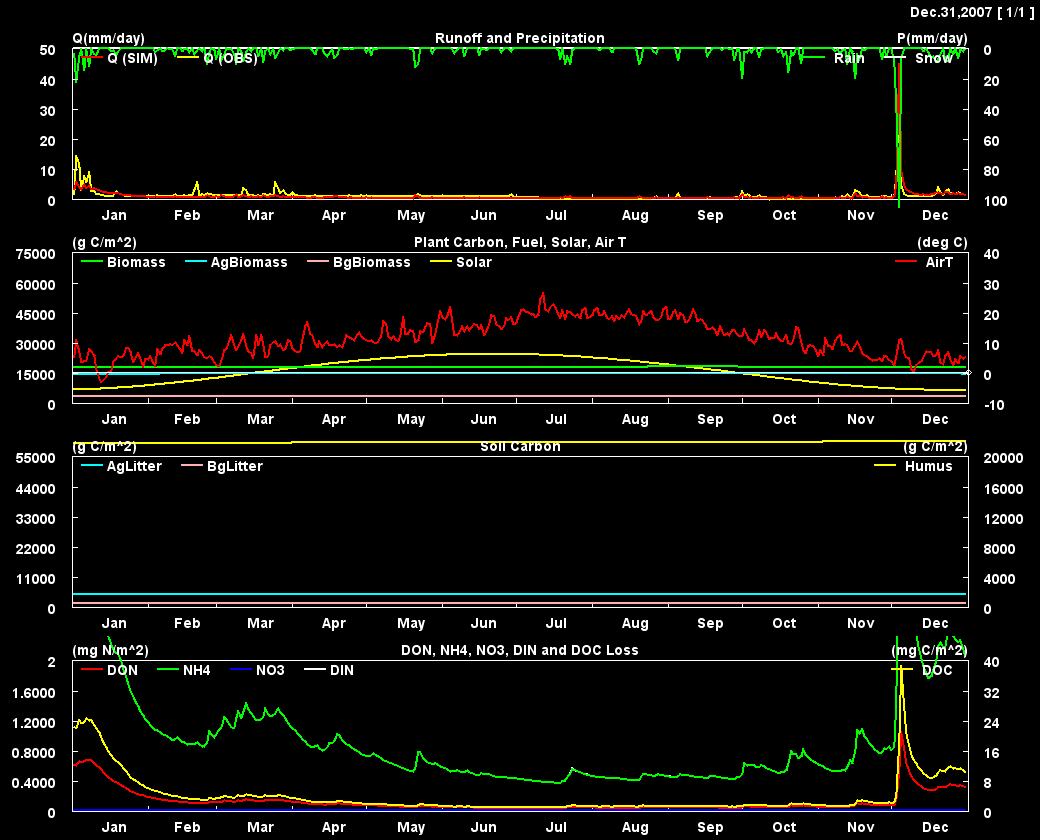 Dec.31,2007 [ 1/1 ]
Q(mm/day) Runoff and Precipitation P(mm/day)
50 0
Q (SIM) Q (OBS) Rain Snow
40 20
30 40
20 60
10 80
0 100
Jan Feb Mar Apr May Jun Jul Aug Sep Oct Nov Dec
(g C/m^2) Plant Carbon, Fuel, Solar, Air T (deg C)
75000 40
Biomass AgBiomass BgBiomass Solar AirT
60000 30
45000 20
30000 10
15000 0
0 -10
Jan Feb Mar Apr May Jun Jul Aug Sep Oct Nov Dec
(g C/m^2) Soil Carbon (g C/m^2)
55000 20000
AgLitter BgLitter Humus
44000 16000
33000 12000
22000 8000
11000 4000
0 0
Jan Feb Mar Apr May Jun Jul Aug Sep Oct Nov Dec
(mg N/m^2) DON, NH4, NO3, DIN and DOC Loss (mg C/m^2)
2 40
DON NH4 NO3 DIN DOC
1.6000 32
1.2000 24
0.8000 16
0.4000 8
0 0
Jan Feb Mar Apr May Jun Jul Aug Sep Oct Nov Dec